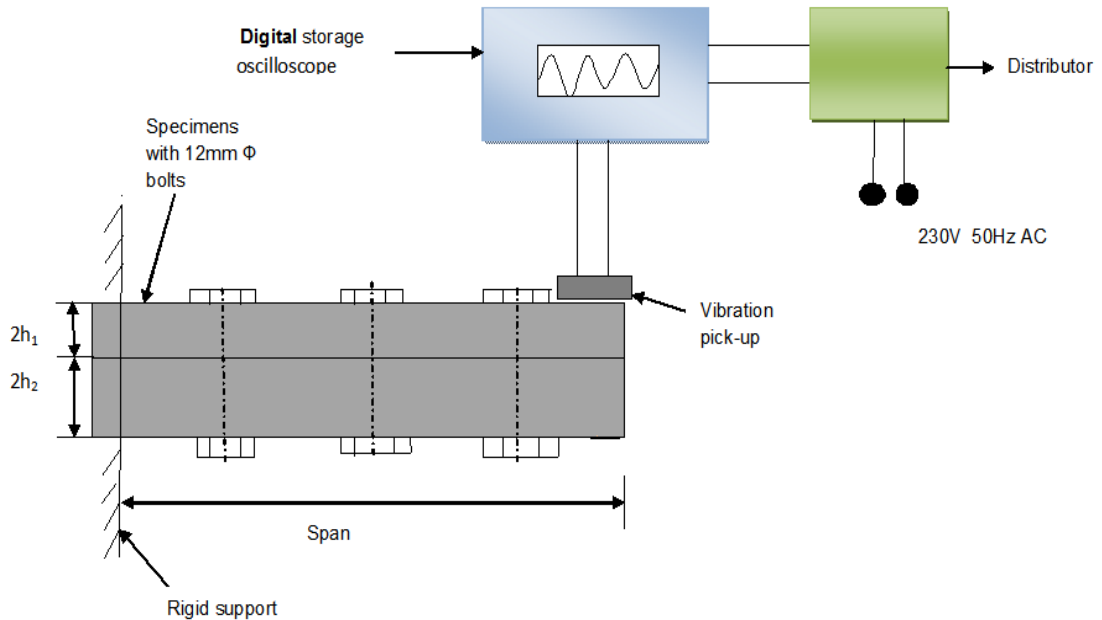 Digital storage
oscilloscope
Distributor
Specimens
with 12mm Φ
bolts
230V 50Hz AC
Vibration
pick-up
2h₁
2h₂
Span
Rigid support